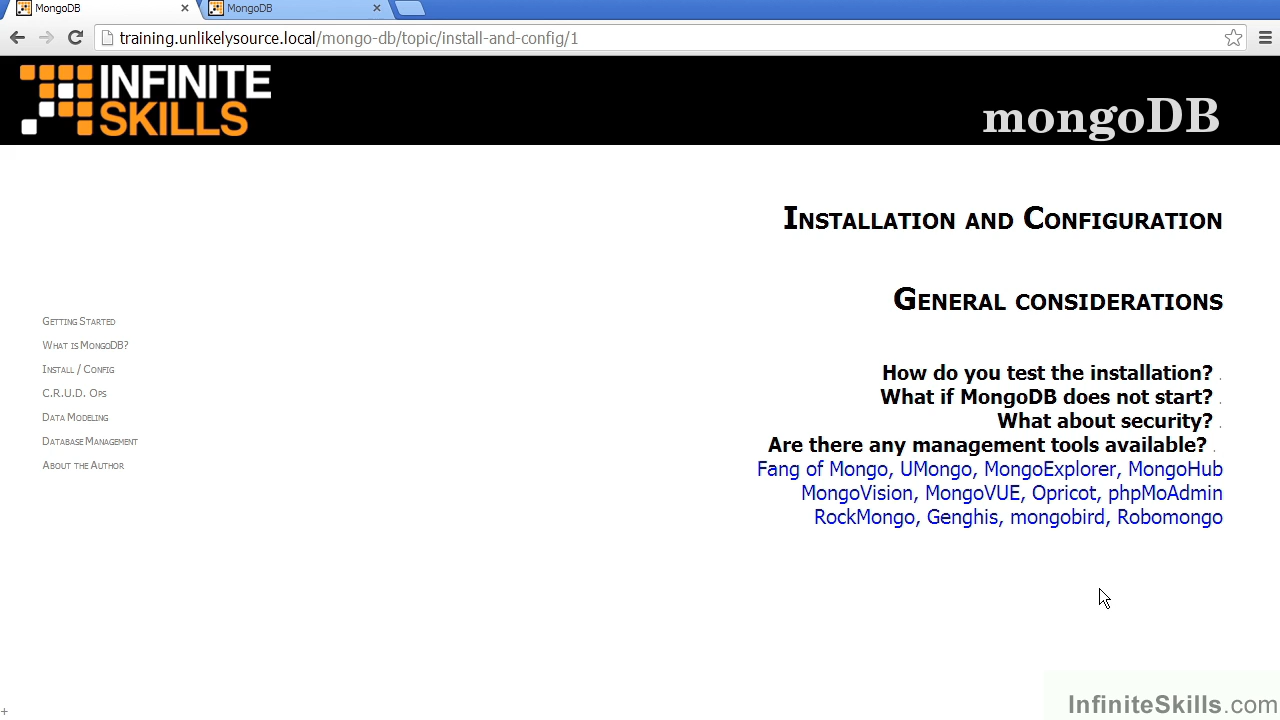 MongoDB
MongoDB
training.unlikelysource.local/mongo-db/topic/install-and-config/1
INFINITE
SKILLS
mongoDB
Installation and Configuration
General considerations
Getting Started
What is MongoDB?
Install / Config
C.R.U.D. Ops
Data Modeling
Database Management
About the Author
How do you test the installation? .
What if MongoDB does not start? .
What about security? .
Are there any management tools available? .
Fang of Mongo, UMongo, MongoExplorer, MongoHub
MongoVision, MongoVUE, Opricot, phpMoAdmin
RockMongo, Genghis, mongobird, Robomongo
+
InfiniteSkills.com